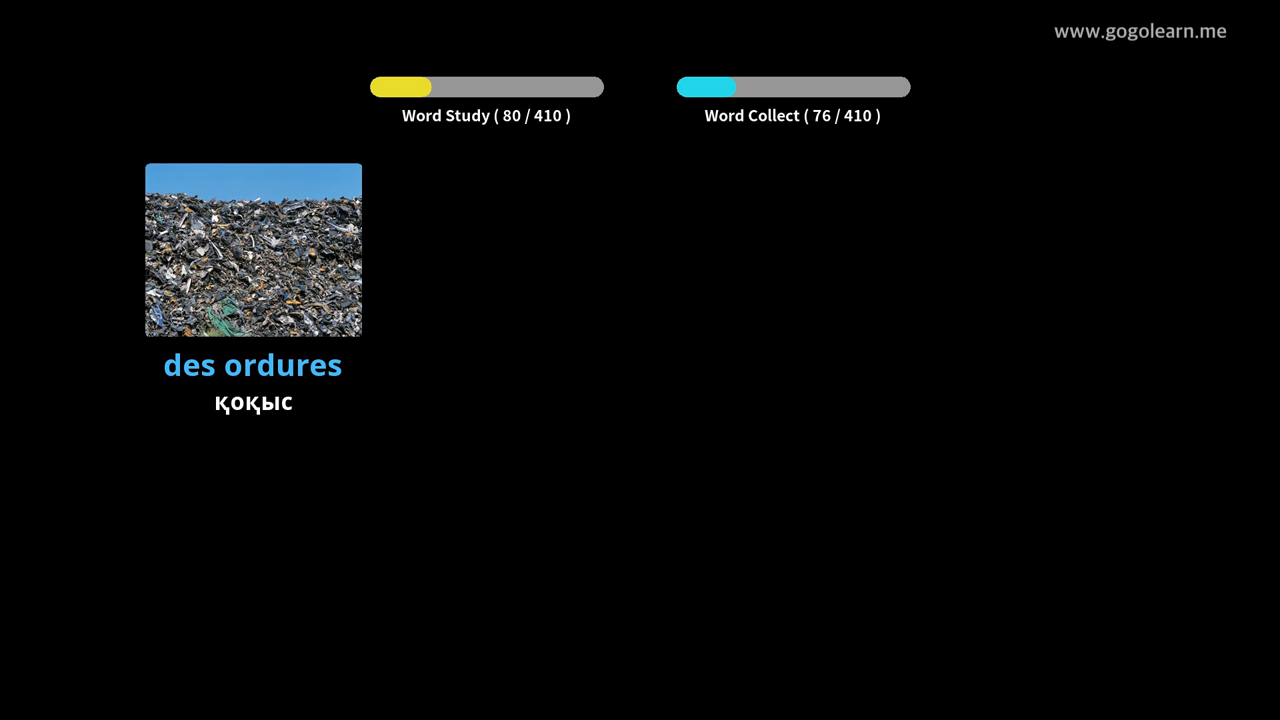 www.gogolearn.me
Word Study ( 80 / 410 )
Word Collect ( 76 / 410 )
des ordures
қоқыс